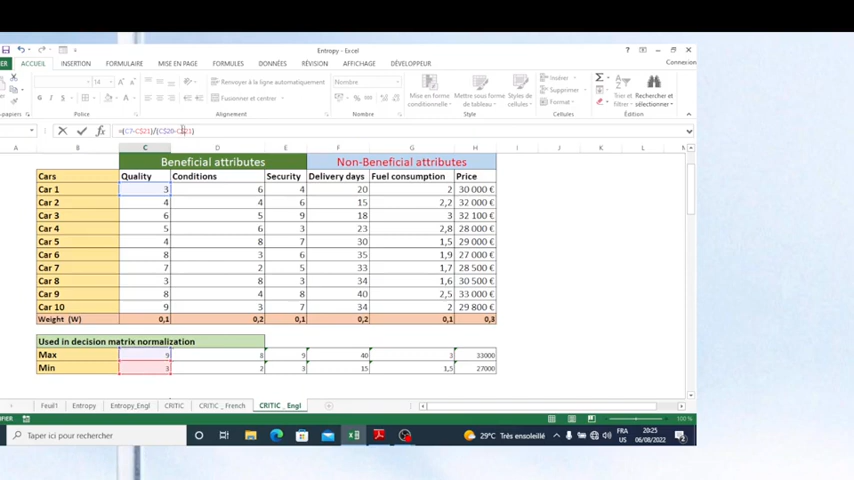 Entropy - Excel
ACCUEIL INSERTION FORMULAIRE MISE EN PAGE FORMULES DONNÉES RÉVISION AFFICHAGE DÉVELOPPEUR
Connexion
14
Renvoyer à la ligne automatiquement
Fusionner et centrer
Nombre
Mise en forme conditionnelle
Mettre sous forme de tableau
Styles de cellules
Insérer
Supprimer
Format
Trier et filtrer
Rechercher et sélectionner
=(C7-C$21)/(C$20-C$21)
A B C D E F G H I J K L
Beneficial attributes Non-Beneficial attributes
Cars Quality Conditions Security Delivery days Fuel consumption Price
Car 1 3 6 4 20 2 30 000 €
Car 2 4 4 6 15 2,2 32 000 €
Car 3 6 5 9 18 3 32 100 €
Car 4 5 6 3 23 2,8 28 000 €
Car 5 4 8 7 30 1,5 29 000 €
Car 6 8 3 6 35 1,9 27 000 €
Car 7 7 2 5 33 1,7 28 500 €
Car 8 3 8 3 34 1,6 30 500 €
Car 9 8 4 8 40 2,5 33 000 €
Car 10 9 3 7 34 2 29 800 €
Weight (W) 0,1 0,2 0,1 0,2 0,1 0,3
Used in decision matrix normalization
Max 9 8 9 40 3 33000
Min 3 2 3 15 1,5 27000
Feuil1 Entropy Entropy_Engl CRITIC CRITIC _ French CRITIC _ Engl
100 %
Taper ici pour rechercher
29°C Très ensoleillé
FRA
US
20:25
06/08/2022